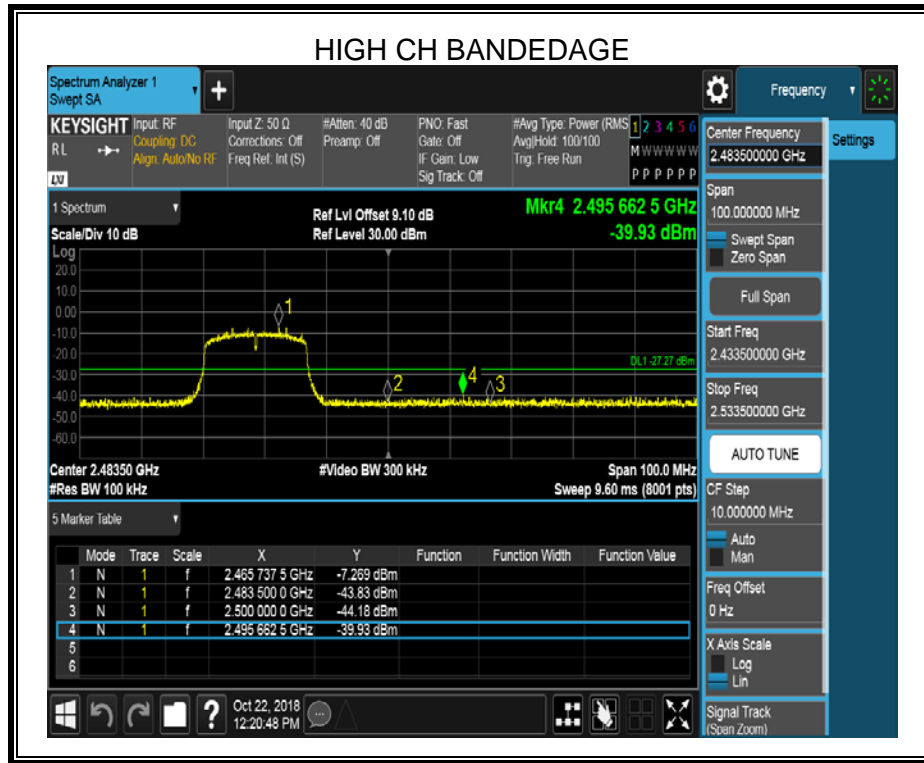 HIGH CH BANDEDAGE
Spectrum Analyzer 1
Swept SA
+
Frequency
KEYSIGHT
RL
LXI
Input: RF
Coupling: DC
Align: Auto/No RF
Input Z: 50 Ω
Corrections: Off
Freq Ref: Int (S)
#Atten: 40 dB
Preamp: Off
PNO: Fast
Gate: Off
IF Gain: Low
Sig Track: Off
#Avg Type: Power (RMS
Avg|Hold: 100/100
Trig: Free Run
1 2 3 4 5 6
M W W W W W
P P P P P P
1 Spectrum
Scale/Div 10 dB
Ref Lvl Offset 9.10 dB
Ref Level 30.00 dBm
Mkr4 2.495 662 5 GHz
-39.93 dBm
Log
20.0
10.0
0.00
-10.0
-20.0
-30.0
-40.0
-50.0
-60.0
1
2
4
3
DL1 -27.27 dBm
Center 2.48350 GHz
#Res BW 100 kHz
#Video BW 300 kHz
Span 100.0 MHz
Sweep 9.60 ms (8001 pts)
5 Marker Table
Mode Trace Scale X Y Function Function Width Function Value
1 N 1 f 2.465 737 5 GHz -7.269 dBm
2 N 1 f 2.483 500 0 GHz -43.83 dBm
3 N 1 f 2.500 000 0 GHz -44.18 dBm
4 N 1 f 2.495 662 5 GHz -39.93 dBm
5
6
?
Oct 22, 2018
12:20:48 PM
Center Frequency
2.483500000 GHz
Settings
Span
100.000000 MHz
Swept Span
Zero Span
Full Span
Start Freq
2.433500000 GHz
Stop Freq
2.533500000 GHz
AUTO TUNE
CF Step
10.000000 MHz
Auto
Man
Freq Offset
0 Hz
X Axis Scale
Log
Lin
Signal Track
(Span Zoom)